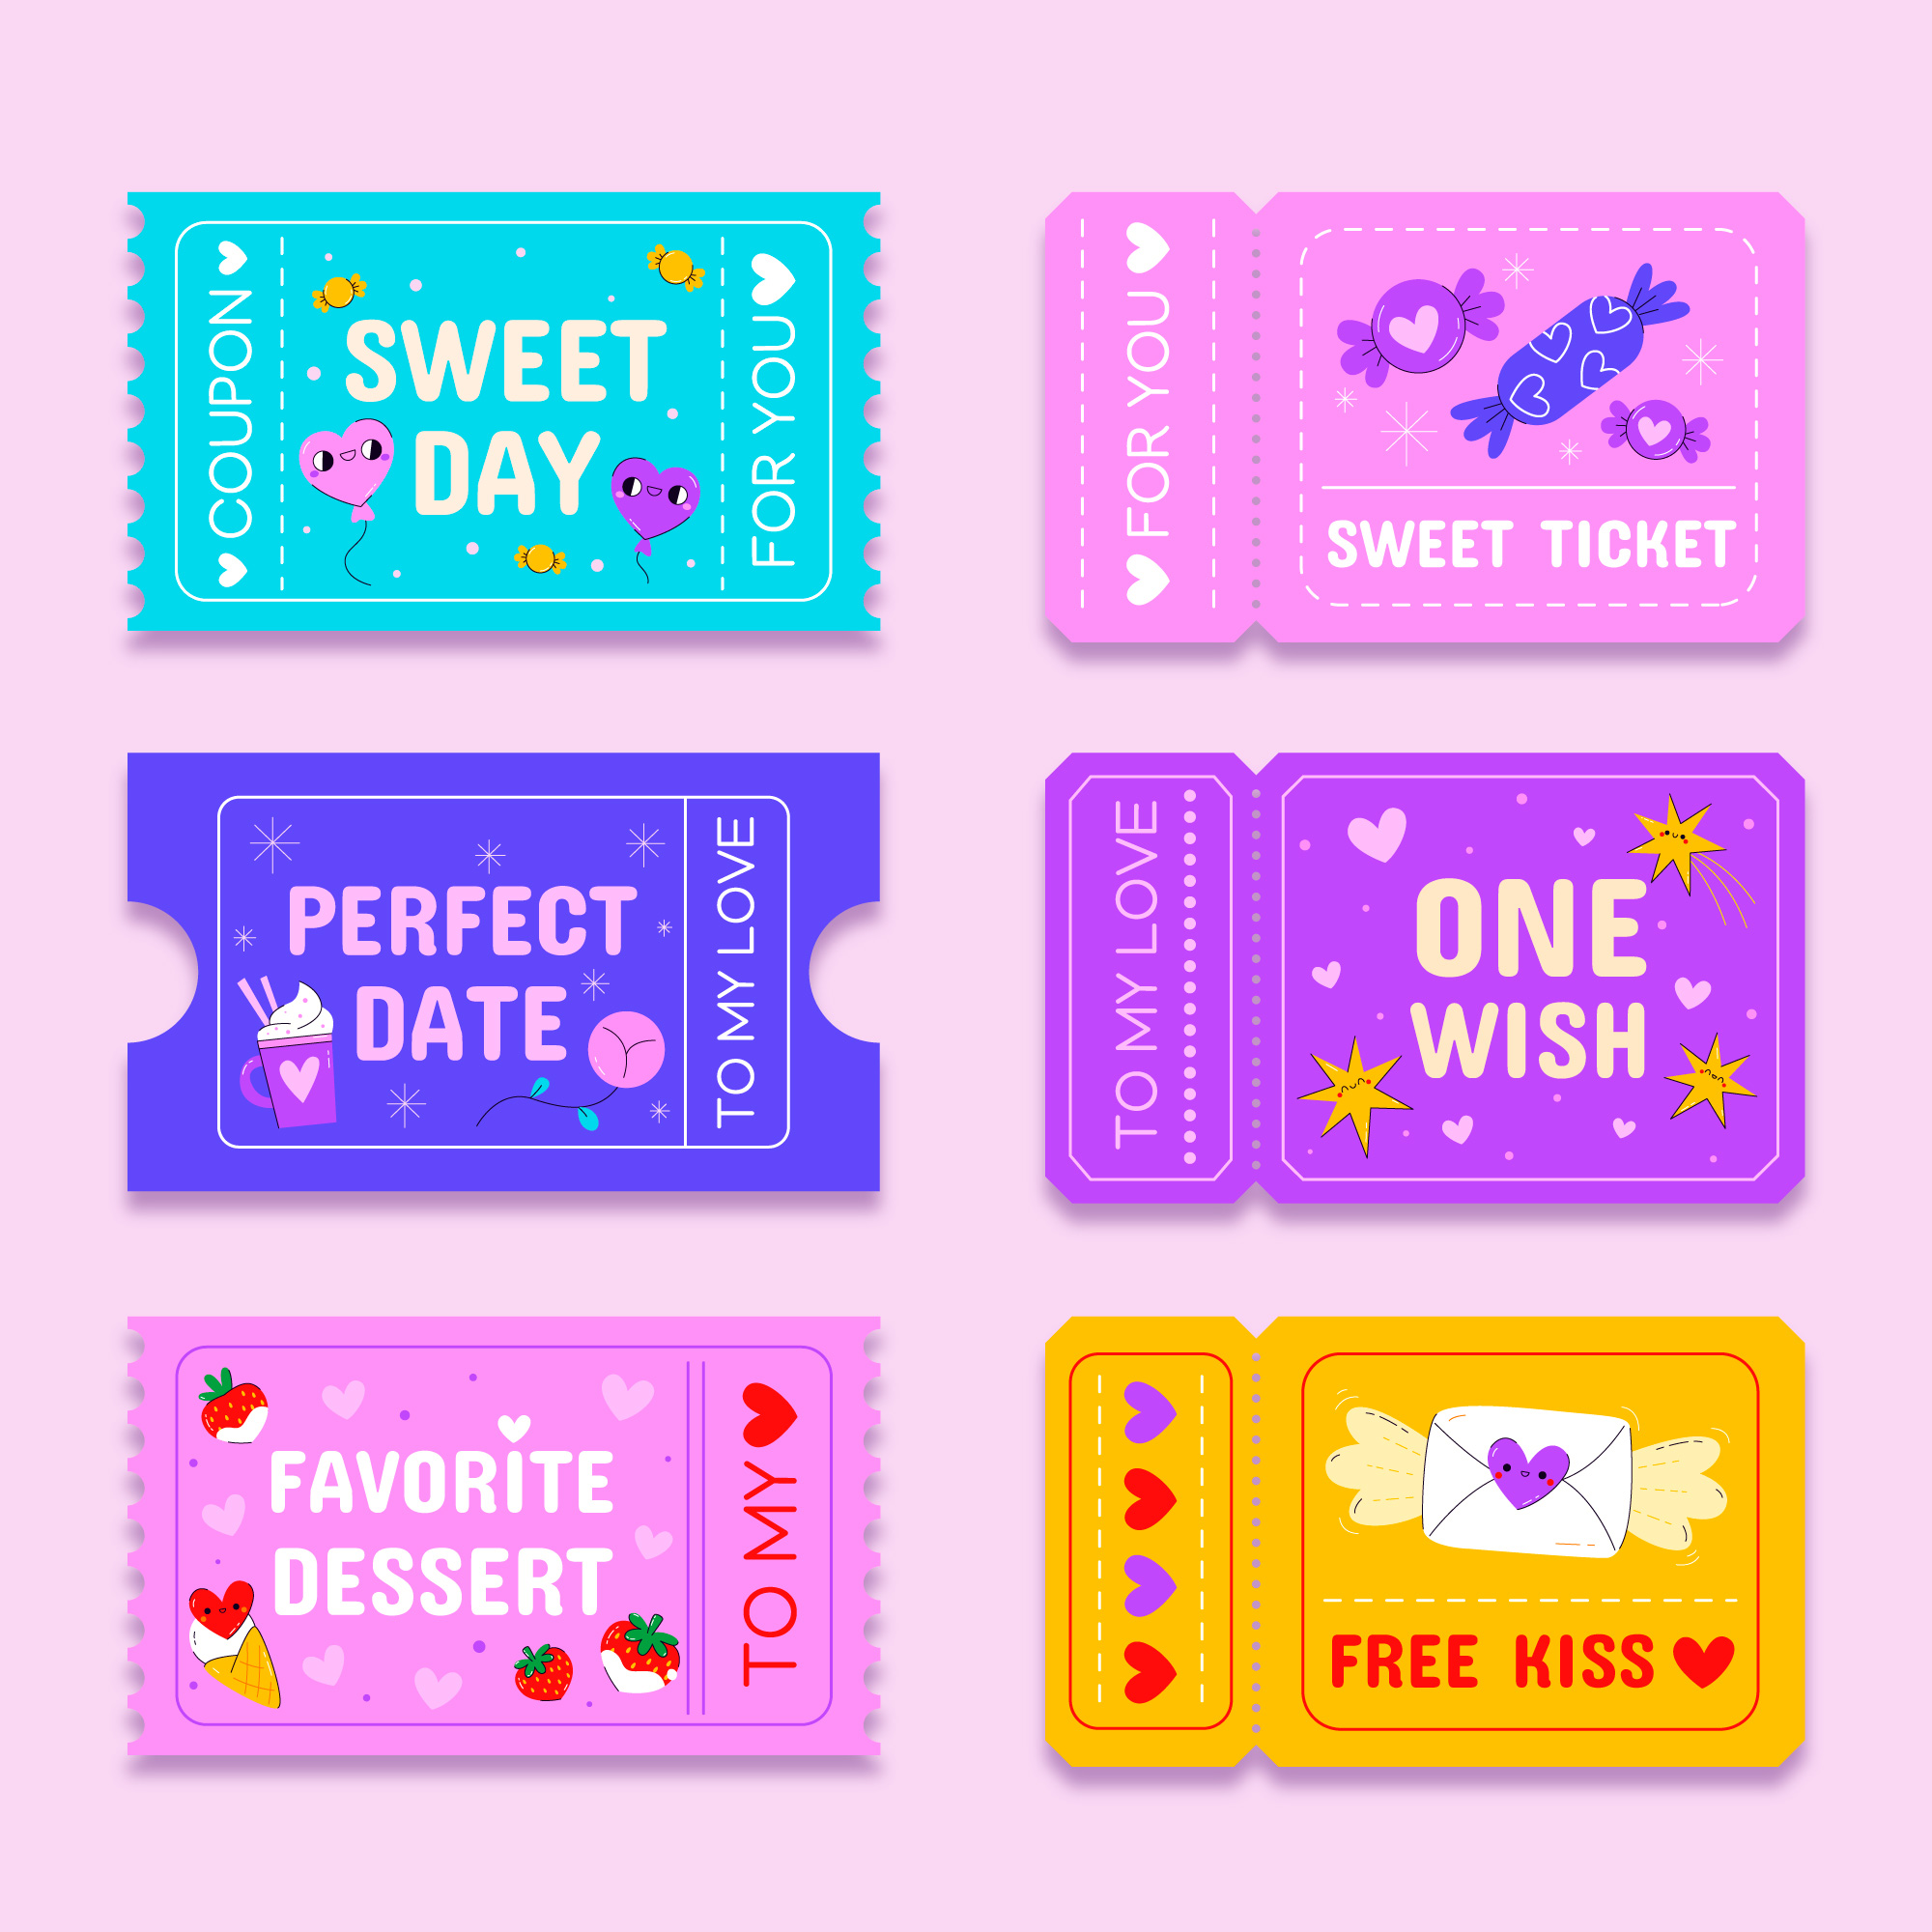 COUPON
SWEET
DAY
FOR YOU
FOR YOU
SWEET TICKET
PERFECT
DATE
TO MY LOVE
TO MY LOVE
ONE
WISH
FAVORITE
DESSERT
TO MY
FREE KISS